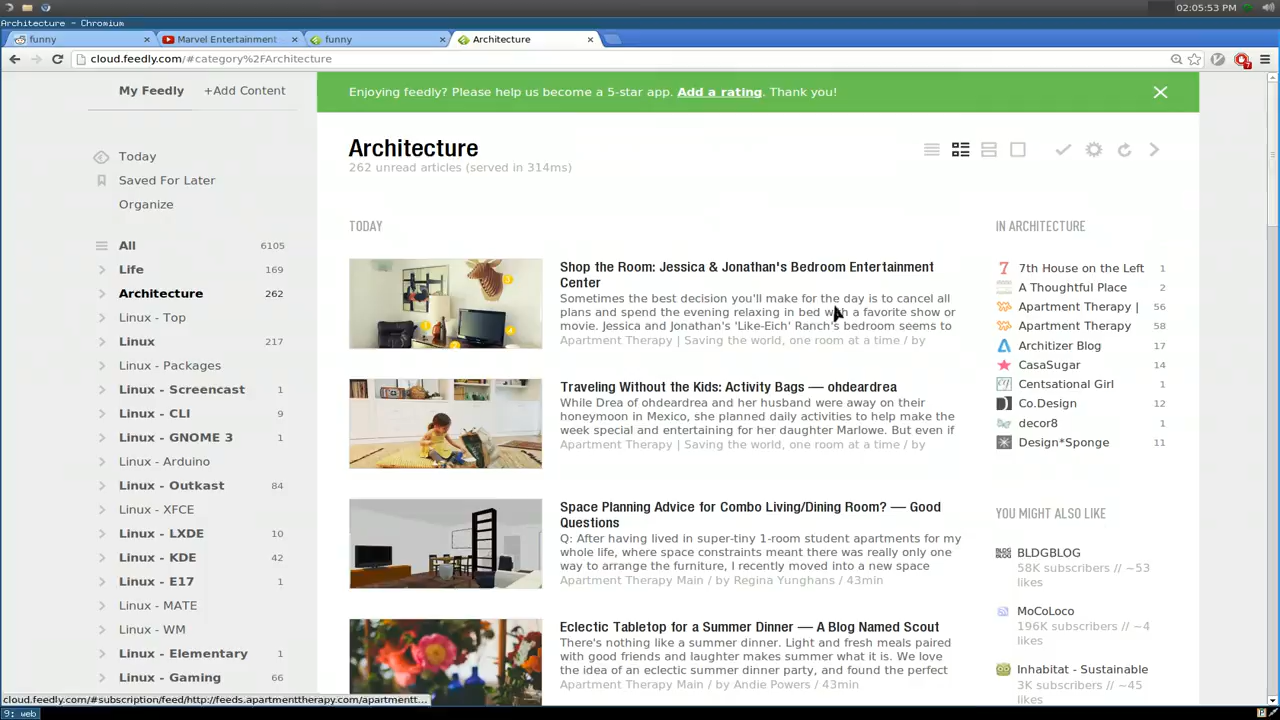 02:05:53 PM
Architecture - Chromium
funny
Marvel Entertainment
funny
Architecture
cloud.feedly.com/#category%2FArchitecture
7
My Feedly
+Add Content
Today
Saved For Later
Organize
All 6105
Life 169
Architecture 262
Linux - Top
Linux 217
Linux - Packages
Linux - Screencast 1
Linux - CLI 9
Linux - GNOME 3 1
Linux - Arduino
Linux - Outkast 84
Linux - XFCE
Linux - LXDE 10
Linux - KDE 42
Linux - E17 1
Linux - MATE
Linux - WM
Linux - Elementary 1
Linux - Gaming 66
Enjoying feedly? Please help us become a 5-star app. Add a rating. Thank you!
Architecture
262 unread articles (served in 314ms)
TODAY
Shop the Room: Jessica & Jonathan's Bedroom Entertainment
Center
Sometimes the best decision you'll make for the day is to cancel all
plans and spend the evening relaxing in bed with a favorite show or
movie. Jessica and Jonathan's 'Like-Eich' Ranch's bedroom seems to
Apartment Therapy | Saving the world, one room at a time / by
Traveling Without the Kids: Activity Bags — ohdeardrea
While Drea of ohdeardrea and her husband were away on their
honeymoon in Mexico, she planned daily activities to help make the
week special and entertaining for her daughter Marlowe. But even if
Apartment Therapy | Saving the world, one room at a time / by
Space Planning Advice for Combo Living/Dining Room? — Good
Questions
Q: After having lived in super-tiny 1-room student apartments for my
whole life, where space constraints meant there was really only one
way to arrange the furniture, I recently moved into a new space
Apartment Therapy Main / by Regina Yunghans / 43min
Eclectic Tabletop for a Summer Dinner — A Blog Named Scout
There's nothing like a summer dinner. Light and fresh meals paired
with good friends and laughter makes summer what it is. We love
the idea of an eclectic summer dinner party, and found the perfect
Apartment Therapy Main / by Andie Powers / 43min
IN ARCHITECTURE
7th House on the Left 1
A Thoughtful Place 2
Apartment Therapy | 56
Apartment Therapy 58
Architizer Blog 17
CasaSugar 14
Centsational Girl 1
Co.Design 12
decor8 1
Design*Sponge 11
YOU MIGHT ALSO LIKE
BLDGBLOG
58K subscribers // ~53
likes
MoCoLoco
196K subscribers // ~4
likes
Inhabitat - Sustainable
3K subscribers // ~45
likes
cloud.feedly.com/#subscription/feed/http://feeds.apartmenttherapy.com/apartmentt...
9: web